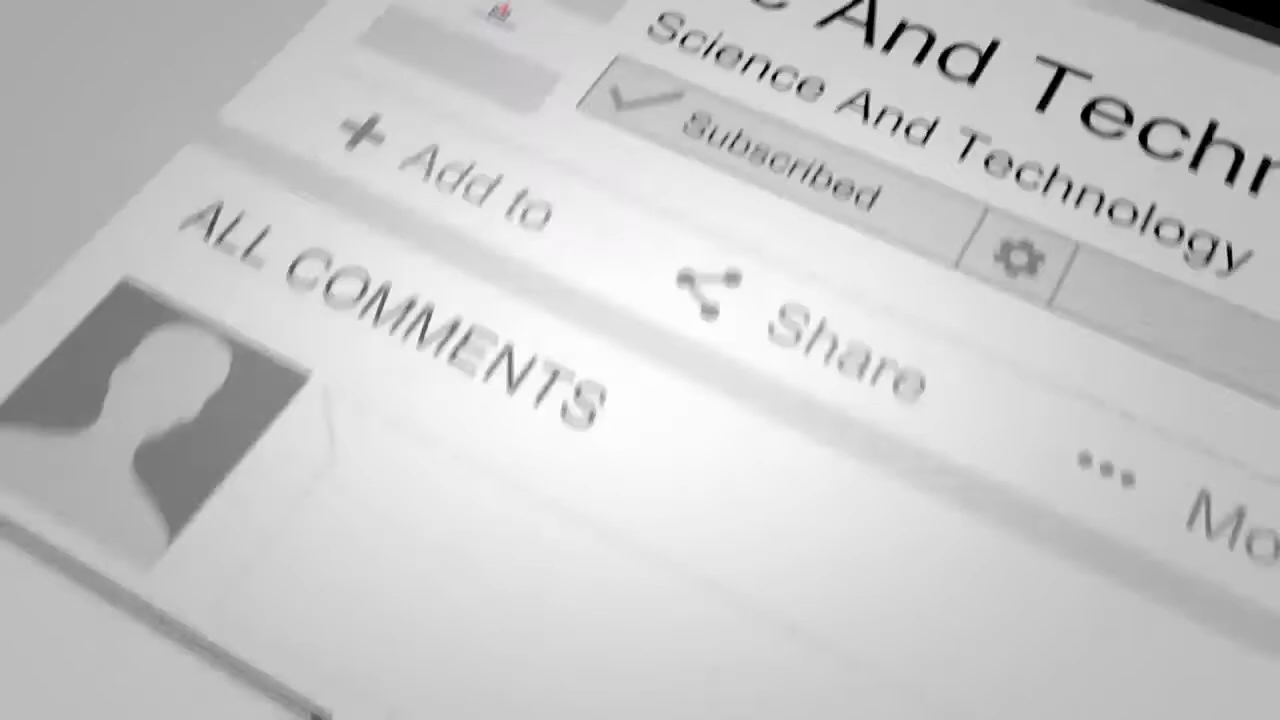 And Techn
Science And Technology
Subscribed
Add to
Share
Mo
ALL COMMENTS